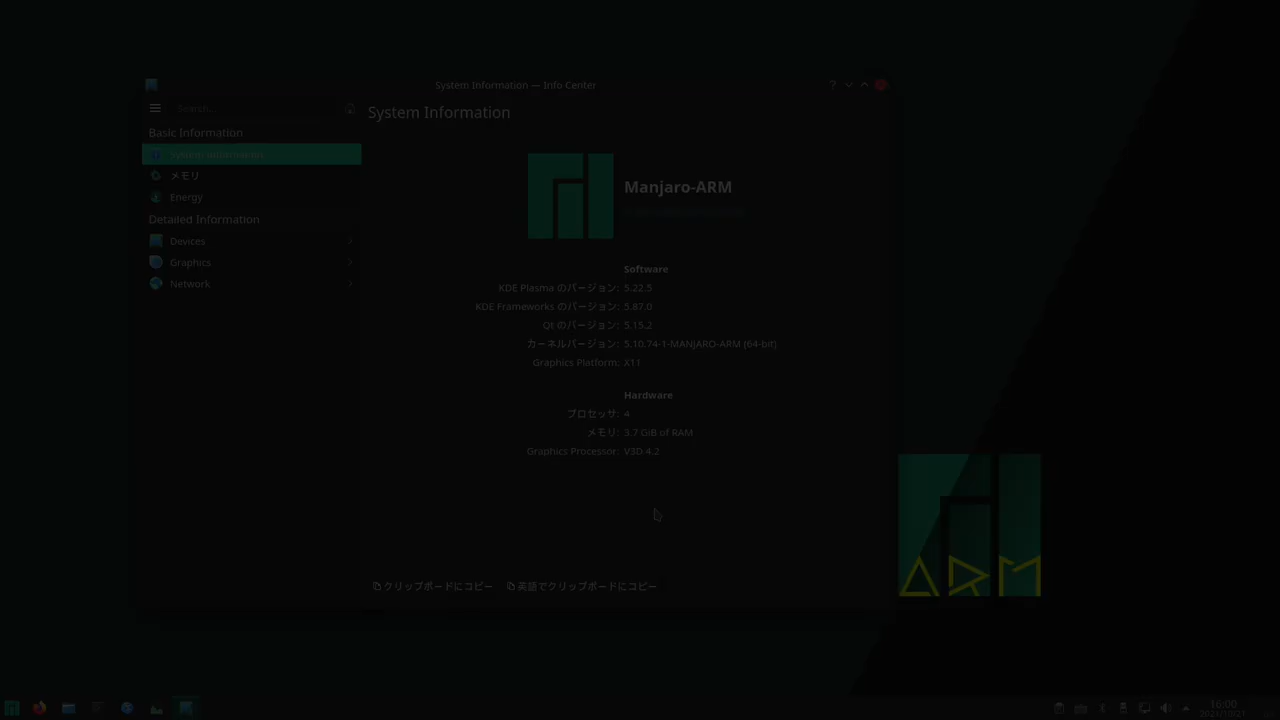 System Information — Info Center
Search...
System Information
Basic Information
System Information
メモリ
Energy
Detailed Information
Devices
Graphics
Network
Manjaro-ARM
Software
KDE Plasma のバージョン: 5.22.5
KDE Frameworks のバージョン: 5.87.0
Qt のバージョン: 5.15.2
カーネルバージョン: 5.10.74-1-MANJARO-ARM (64-bit)
Graphics Platform: X11
Hardware
プロセッサ: 4
メモリ: 3.7 GiB of RAM
Graphics Processor: V3D 4.2
クリップボードにコピー
英語でクリップボードにコピー
ARM
16:00
2021/10/21